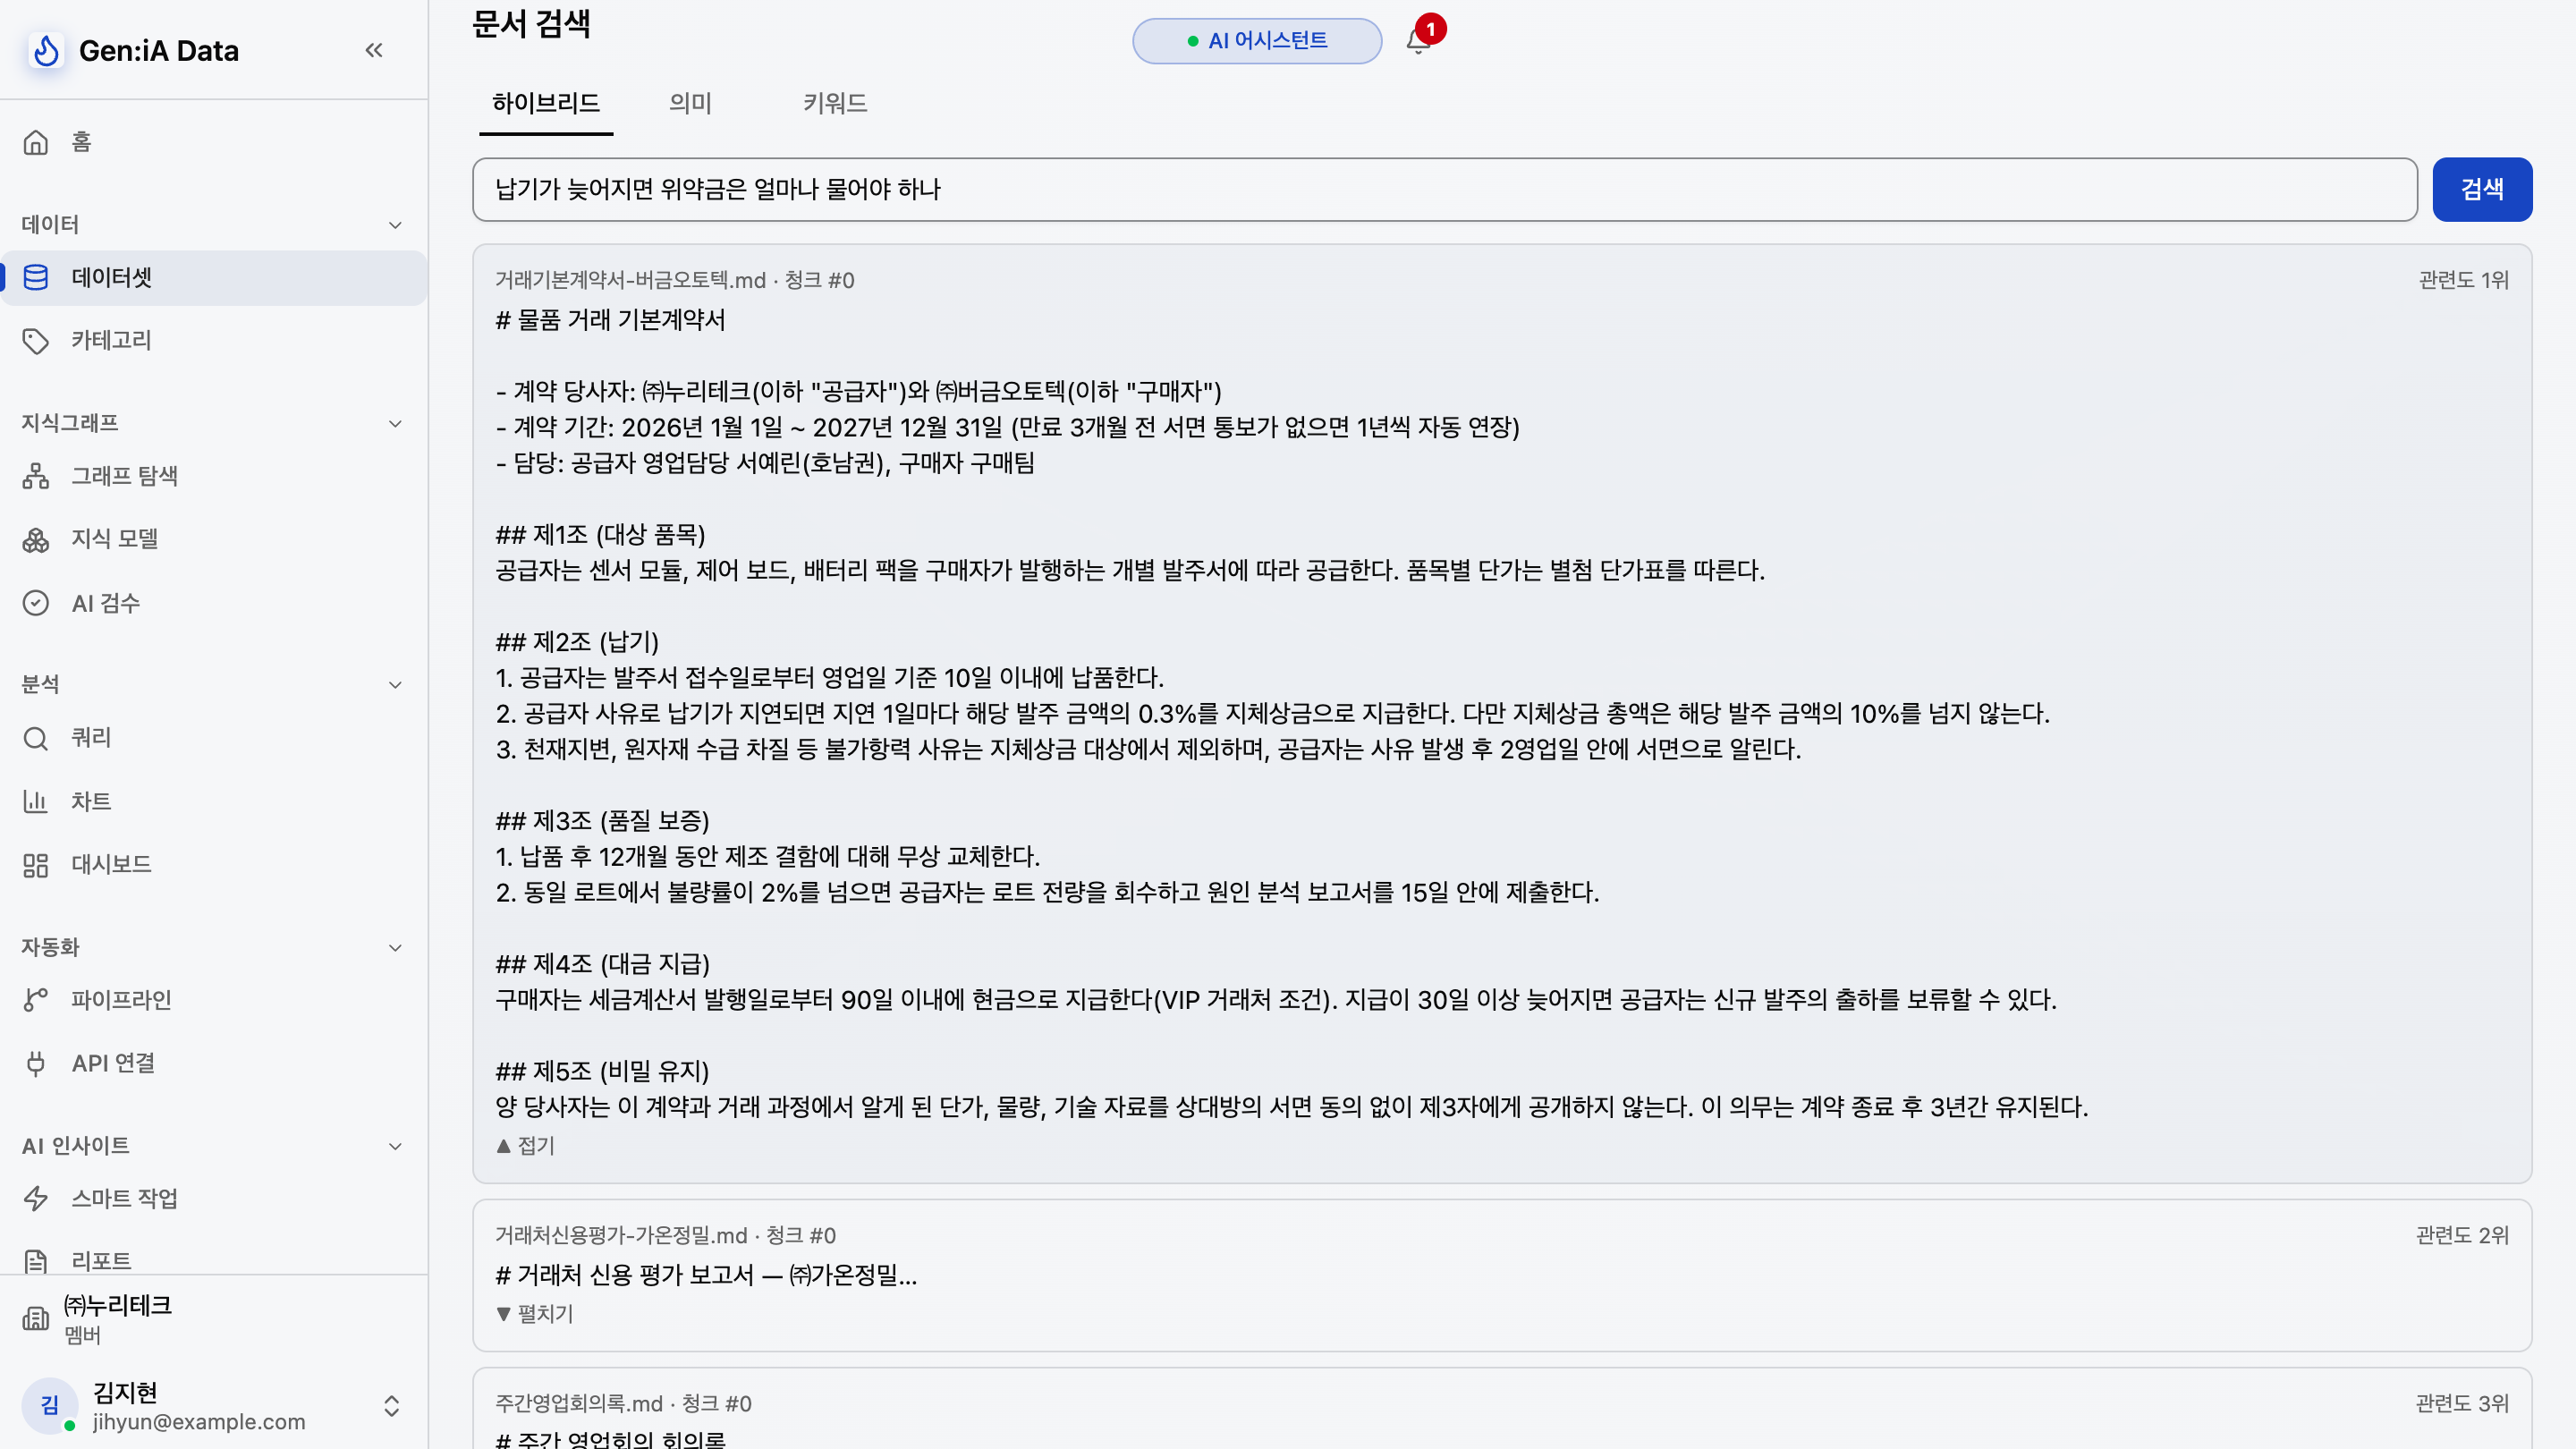 Gen:iA Data
홈
데이터
데이터셋
카테고리
지식그래프
그래프 탐색
지식 모델
AI 검수
분석
쿼리
차트
대시보드
자동화
파이프라인
API 연결
AI 인사이트
스마트 작업
리포트
㈜누리테크
멤버
김
김지현
jihyun@example.com
문서 검색
AI 어시스턴트
1
하이브리드
의미
키워드
납기가 늦어지면 위약금은 얼마나 물어야 하나
검색
거래기본계약서-버금오토텍.md · 청크 #0
관련도 1위
# 물품 거래 기본계약서
- 계약 당사자: ㈜누리테크(이하 "공급자")와 ㈜버금오토텍(이하 "구매자")
- 계약 기간: 2026년 1월 1일 ~ 2027년 12월 31일 (만료 3개월 전 서면 통보가 없으면 1년씩 자동 연장)
- 담당: 공급자 영업담당 서예린(호남권), 구매자 구매팀
## 제1조 (대상 품목)
공급자는 센서 모듈, 제어 보드, 배터리 팩을 구매자가 발행하는 개별 발주서에 따라 공급한다. 품목별 단가는 별첨 단가표를 따른다.
## 제2조 (납기)
1. 공급자는 발주서 접수일로부터 영업일 기준 10일 이내에 납품한다.
2. 공급자 사유로 납기가 지연되면 지연 1일마다 해당 발주 금액의 0.3%를 지체상금으로 지급한다. 다만 지체상금 총액은 해당 발주 금액의 10%를 넘지 않는다.
3. 천재지변, 원자재 수급 차질 등 불가항력 사유는 지체상금 대상에서 제외하며, 공급자는 사유 발생 후 2영업일 안에 서면으로 알린다.
## 제3조 (품질 보증)
1. 납품 후 12개월 동안 제조 결함에 대해 무상 교체한다.
2. 동일 로트에서 불량률이 2%를 넘으면 공급자는 로트 전량을 회수하고 원인 분석 보고서를 15일 안에 제출한다.
## 제4조 (대금 지급)
구매자는 세금계산서 발행일로부터 90일 이내에 현금으로 지급한다(VIP 거래처 조건). 지급이 30일 이상 늦어지면 공급자는 신규 발주의 출하를 보류할 수 있다.
## 제5조 (비밀 유지)
양 당사자는 이 계약과 거래 과정에서 알게 된 단가, 물량, 기술 자료를 상대방의 서면 동의 없이 제3자에게 공개하지 않는다. 이 의무는 계약 종료 후 3년간 유지된다.
▲ 접기
거래처신용평가-가온정밀.md · 청크 #0
관련도 2위
# 거래처 신용 평가 보고서 — ㈜가온정밀...
▼ 펼치기
주간영업회의록.md · 청크 #0
관련도 3위
# 주간 영업회의 회의록